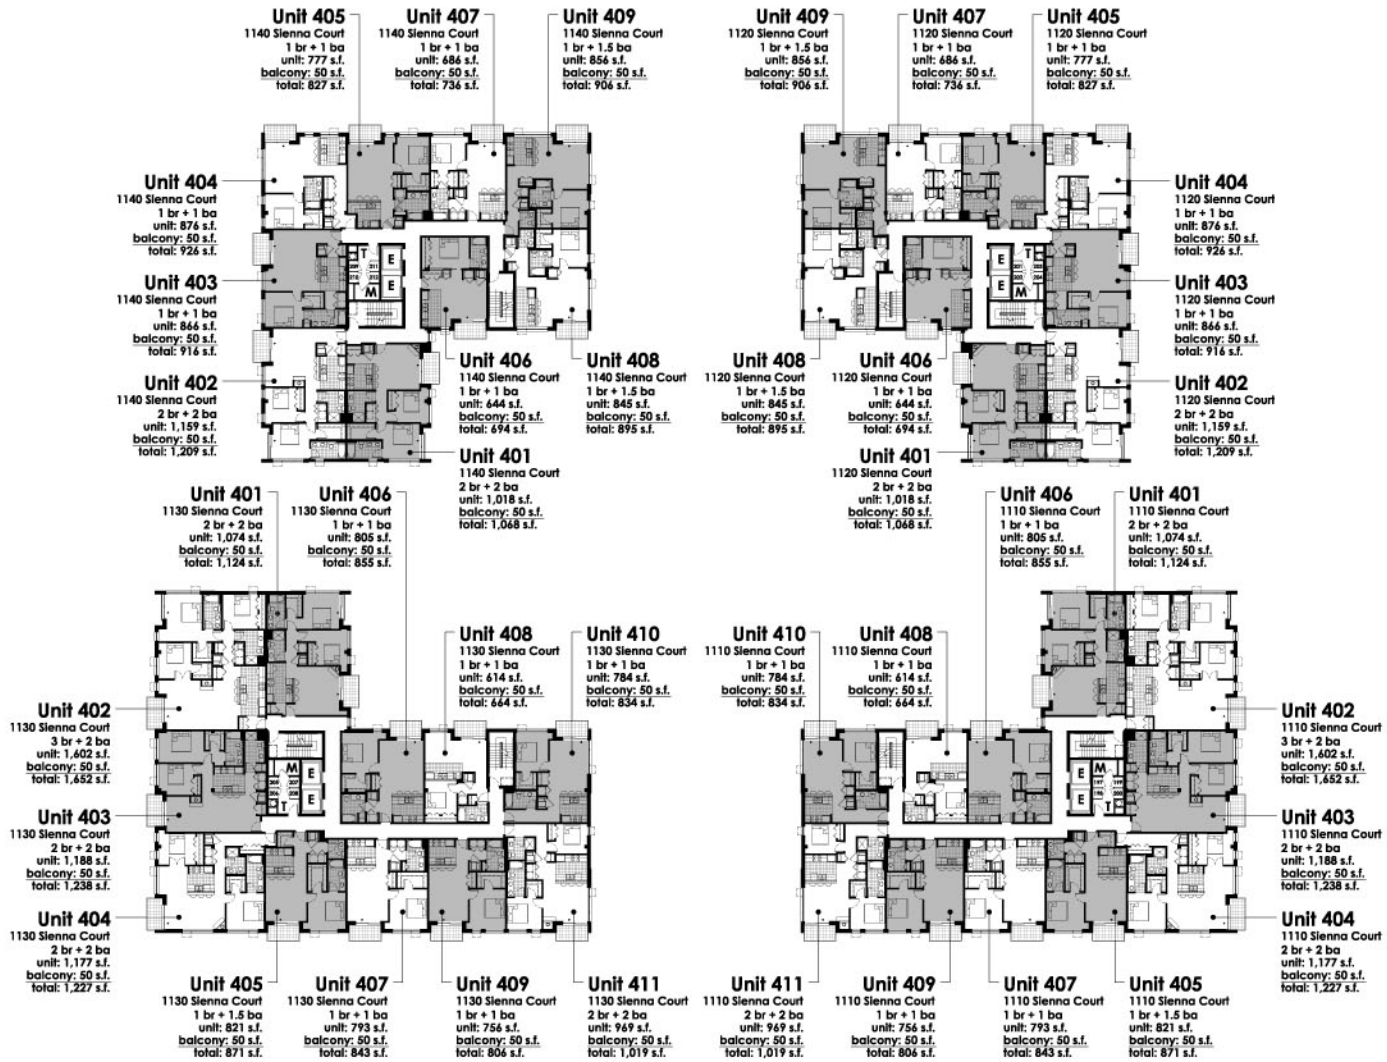 Unit 405
1140 Sienna Court
1 br + 1 ba
unit: 777 s.f.
balcony: 50 s.f.
total: 827 s.f.
Unit 407
1140 Sienna Court
1 br + 1 ba
unit: 686 s.f.
balcony: 50 s.f.
total: 736 s.f.
Unit 409
1140 Sienna Court
1 br + 1.5 ba
unit: 856 s.f.
balcony: 50 s.f.
total: 906 s.f.
Unit 409
1120 Sienna Court
1 br + 1.5 ba
unit: 856 s.f.
balcony: 50 s.f.
total: 906 s.f.
Unit 407
1120 Sienna Court
1 br + 1 ba
unit: 686 s.f.
balcony: 50 s.f.
total: 736 s.f.
Unit 405
1120 Sienna Court
1 br + 1 ba
unit: 777 s.f.
balcony: 50 s.f.
total: 827 s.f.
Unit 404
1140 Sienna Court
1 br + 1 ba
unit: 876 s.f.
balcony: 50 s.f.
total: 926 s.f.
Unit 403
1140 Sienna Court
1 br + 1 ba
unit: 866 s.f.
balcony: 50 s.f.
total: 916 s.f.
Unit 402
1140 Sienna Court
2 br + 2 ba
unit: 1,159 s.f.
balcony: 50 s.f.
total: 1,209 s.f.
T
E
E
M
Unit 406
1140 Sienna Court
1 br + 1 ba
unit: 644 s.f.
balcony: 50 s.f.
total: 694 s.f.
Unit 408
1140 Sienna Court
1 br + 1.5 ba
unit: 845 s.f.
balcony: 50 s.f.
total: 895 s.f.
Unit 401
1140 Sienna Court
2 br + 2 ba
unit: 1,018 s.f.
balcony: 50 s.f.
total: 1,068 s.f.
E
E
T
M
Unit 404
1120 Sienna Court
1 br + 1 ba
unit: 876 s.f.
balcony: 50 s.f.
total: 926 s.f.
Unit 403
1120 Sienna Court
1 br + 1 ba
unit: 866 s.f.
balcony: 50 s.f.
total: 916 s.f.
Unit 402
1120 Sienna Court
2 br + 2 ba
unit: 1,159 s.f.
balcony: 50 s.f.
total: 1,209 s.f.
Unit 408
1120 Sienna Court
1 br + 1.5 ba
unit: 845 s.f.
balcony: 50 s.f.
total: 895 s.f.
Unit 406
1120 Sienna Court
1 br + 1 ba
unit: 644 s.f.
balcony: 50 s.f.
total: 694 s.f.
Unit 401
1120 Sienna Court
2 br + 2 ba
unit: 1,018 s.f.
balcony: 50 s.f.
total: 1,068 s.f.
Unit 401
1130 Sienna Court
2 br + 2 ba
unit: 1,074 s.f.
balcony: 50 s.f.
total: 1,124 s.f.
Unit 406
1130 Sienna Court
1 br + 1 ba
unit: 805 s.f.
balcony: 50 s.f.
total: 855 s.f.
Unit 408
1130 Sienna Court
1 br + 1 ba
unit: 614 s.f.
balcony: 50 s.f.
total: 664 s.f.
Unit 410
1130 Sienna Court
1 br + 1 ba
unit: 784 s.f.
balcony: 50 s.f.
total: 834 s.f.
Unit 402
1130 Sienna Court
3 br + 2 ba
unit: 1,602 s.f.
balcony: 50 s.f.
total: 1,652 s.f.
Unit 403
1130 Sienna Court
2 br + 2 ba
unit: 1,188 s.f.
balcony: 50 s.f.
total: 1,238 s.f.
Unit 404
1130 Sienna Court
2 br + 2 ba
unit: 1,177 s.f.
balcony: 50 s.f.
total: 1,227 s.f.
M
E
E
T
Unit 405
1130 Sienna Court
1 br + 1.5 ba
unit: 821 s.f.
balcony: 50 s.f.
total: 871 s.f.
Unit 407
1130 Sienna Court
1 br + 1 ba
unit: 793 s.f.
balcony: 50 s.f.
total: 843 s.f.
Unit 409
1130 Sienna Court
1 br + 1 ba
unit: 756 s.f.
balcony: 50 s.f.
total: 806 s.f.
Unit 411
1130 Sienna Court
2 br + 2 ba
unit: 969 s.f.
balcony: 50 s.f.
total: 1,019 s.f.
Unit 406
1110 Sienna Court
1 br + 1 ba
unit: 805 s.f.
balcony: 50 s.f.
total: 855 s.f.
Unit 401
1110 Sienna Court
2 br + 2 ba
unit: 1,074 s.f.
balcony: 50 s.f.
total: 1,124 s.f.
Unit 410
1110 Sienna Court
1 br + 1 ba
unit: 784 s.f.
balcony: 50 s.f.
total: 834 s.f.
Unit 408
1110 Sienna Court
1 br + 1 ba
unit: 614 s.f.
balcony: 50 s.f.
total: 664 s.f.
E
E
M
T
Unit 402
1110 Sienna Court
3 br + 2 ba
unit: 1,602 s.f.
balcony: 50 s.f.
total: 1,652 s.f.
Unit 403
1110 Sienna Court
2 br + 2 ba
unit: 1,188 s.f.
balcony: 50 s.f.
total: 1,238 s.f.
Unit 404
1110 Sienna Court
2 br + 2 ba
unit: 1,177 s.f.
balcony: 50 s.f.
total: 1,227 s.f.
Unit 411
1110 Sienna Court
2 br + 2 ba
unit: 969 s.f.
balcony: 50 s.f.
total: 1,019 s.f.
Unit 409
1110 Sienna Court
1 br + 1 ba
unit: 756 s.f.
balcony: 50 s.f.
total: 806 s.f.
Unit 407
1110 Sienna Court
1 br + 1 ba
unit: 793 s.f.
balcony: 50 s.f.
total: 843 s.f.
Unit 405
1110 Sienna Court
1 br + 1.5 ba
unit: 821 s.f.
balcony: 50 s.f.
total: 871 s.f.